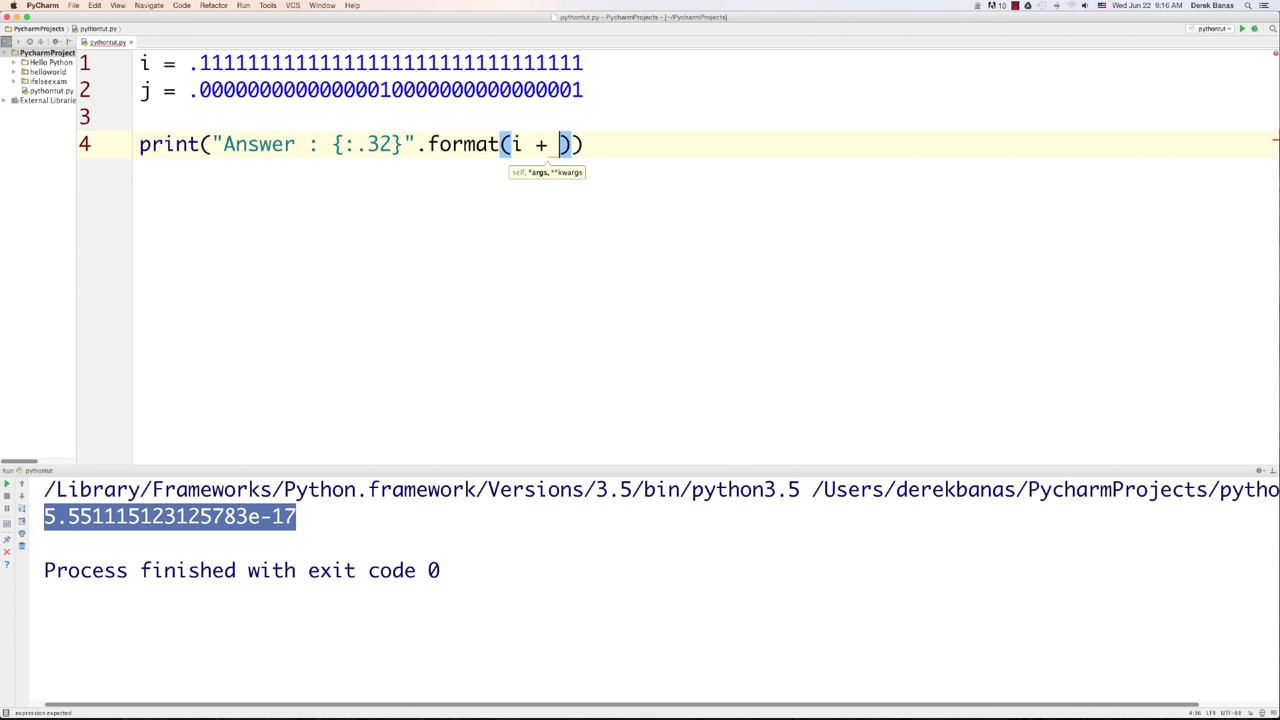 PyCharm File Edit View Navigate Code Refactor Run Tools VCS Window Help 10 Wed Jun 22 9:16 AM Derek Banas
pythontut.py - PycharmProjects - [~/PycharmProjects]
PycharmProjects pythontut.py pythontut
pythontut.py
PycharmProject
Hello Python
helloworld
ifelseexam
pythontut.py
External Librarie
1 i = .11111111111111111111111111111111
2 j = .00000000000000010000000000000001
3
4 print("Answer : {:.32}".format(i + ))
self, *args, **kwargs
Run pythontut
/Library/Frameworks/Python.framework/Versions/3.5/bin/python3.5 /Users/derekbanas/PycharmProjects/pytho
5.551115123125783e-17
Process finished with exit code 0
expression expected 4:36 LF UTF-8